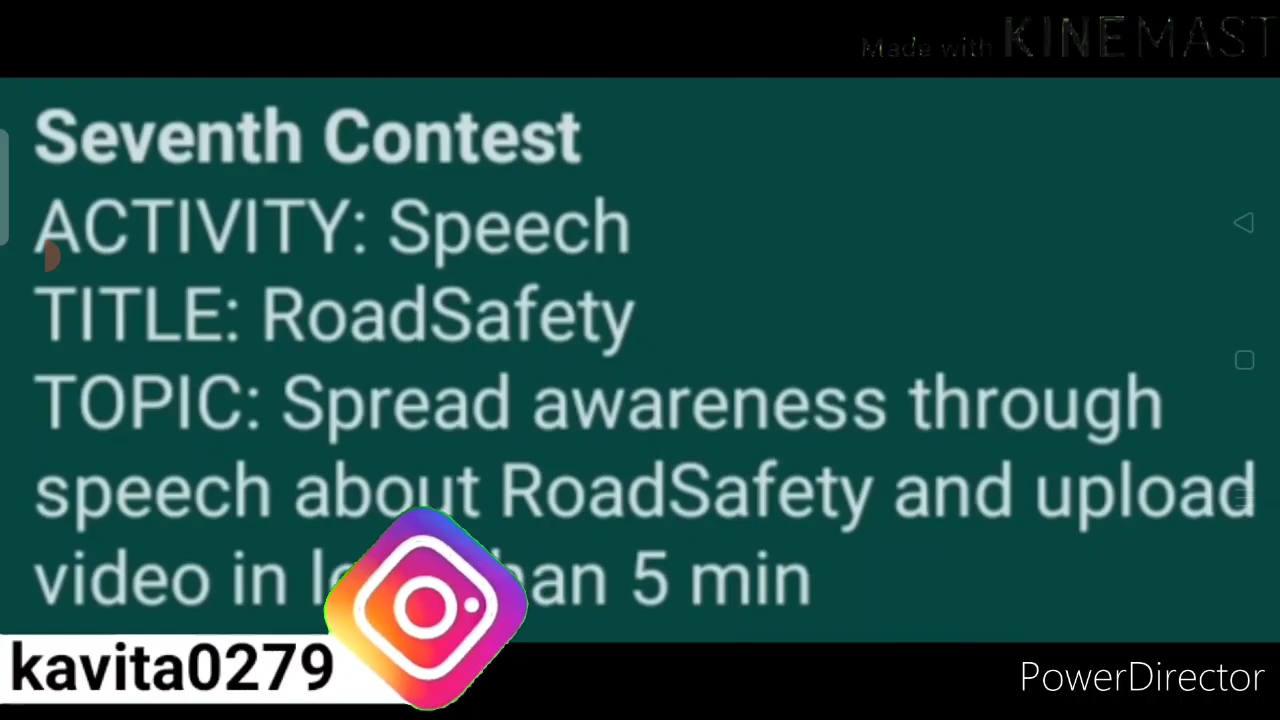 Made with KINEMAST
Seventh Contest
ACTIVITY: Speech
TITLE: RoadSafety
TOPIC: Spread awareness through
speech about RoadSafety and upload
video in han 5 min
kavita0279
PowerDirector